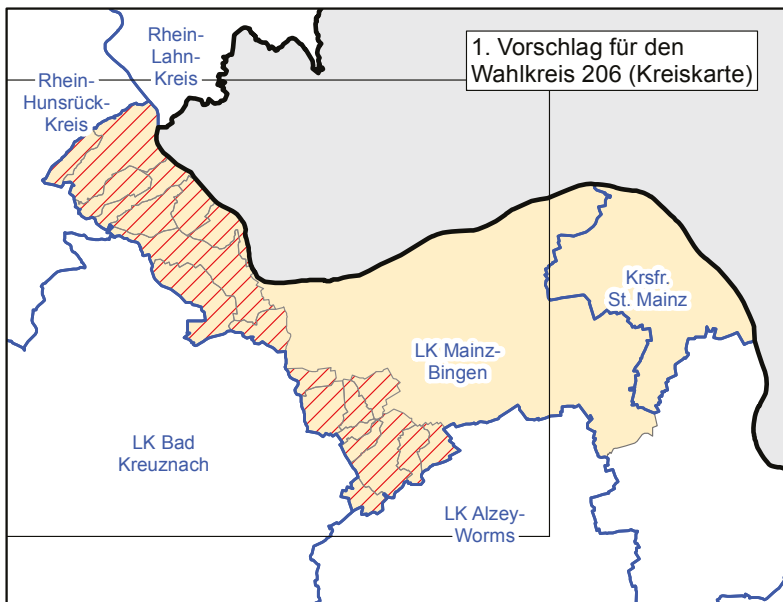 1. Vorschlag für den
Wahlkreis 206 (Kreiskarte)
Rhein-
Lahn-
Kreis
Rhein-
Hunsrück-
Kreis
Krsfr.
St. Mainz
LK Mainz-
Bingen
LK Bad
Kreuznach
LK Alzey-
Worms